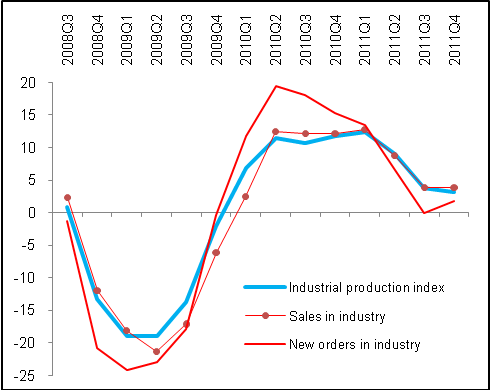 2008Q3
2008Q4
2009Q1
2009Q2
2009Q3
2009Q4
2010Q1
2010Q2
2010Q3
2010Q4
2011Q1
2011Q2
2011Q3
2011Q4
20
15
10
5
0
-5
-10
-15
-20
-25
Industrial production index
Sales in industry
New orders in industry